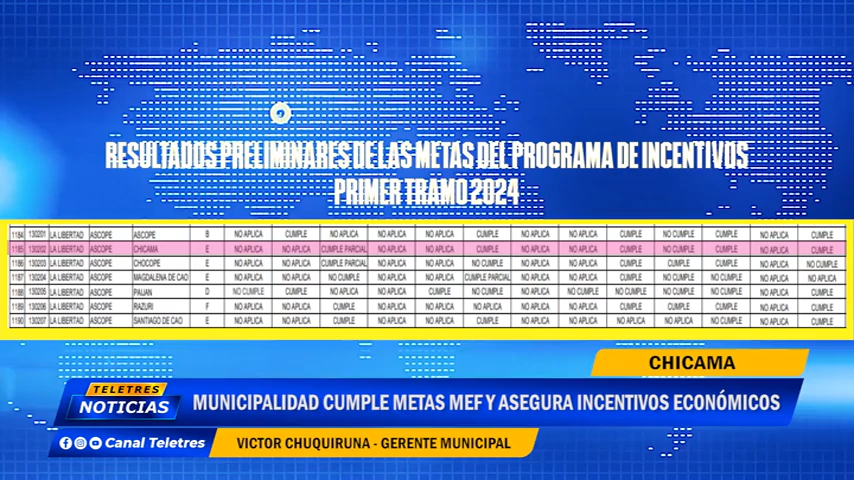 RESULTADOS PRELIMINARES DE LAS METAS DEL PROGRAMA DE INCENTIVOS
PRIMER TRAMO 2024
1184 130201 LA LIBERTAD ASCOPE ASCOPE B NO APLICA CUMPLE NO APLICA NO APLICA NO APLICA CUMPLE NO APLICA NO APLICA CUMPLE NO CUMPLE CUMPLE NO APLICA CUMPLE
1185 130202 LA LIBERTAD ASCOPE CHICAMA E NO APLICA NO APLICA CUMPLE PARCIAL NO APLICA NO APLICA CUMPLE NO APLICA NO APLICA CUMPLE NO CUMPLE CUMPLE NO APLICA CUMPLE
1186 130203 LA LIBERTAD ASCOPE CHOCOPE E NO APLICA NO APLICA CUMPLE PARCIAL NO APLICA NO APLICA NO CUMPLE NO APLICA NO APLICA CUMPLE CUMPLE CUMPLE NO APLICA NO CUMPLE
1187 130204 LA LIBERTAD ASCOPE MAGDALENA DE CAO E NO APLICA NO APLICA NO CUMPLE NO APLICA NO APLICA CUMPLE PARCIAL NO APLICA NO APLICA CUMPLE NO CUMPLE NO CUMPLE NO APLICA NO APLICA
1188 130205 LA LIBERTAD ASCOPE PAIJAN D NO CUMPLE CUMPLE NO APLICA NO APLICA CUMPLE NO CUMPLE NO CUMPLE NO CUMPLE NO CUMPLE NO APLICA CUMPLE NO APLICA CUMPLE
1189 130206 LA LIBERTAD ASCOPE RAZURI F NO APLICA NO APLICA CUMPLE NO APLICA NO APLICA NO APLICA NO APLICA NO APLICA CUMPLE CUMPLE CUMPLE NO APLICA CUMPLE
1190 130207 LA LIBERTAD ASCOPE SANTIAGO DE CAO E NO APLICA NO APLICA CUMPLE NO APLICA NO APLICA CUMPLE NO APLICA NO APLICA NO APLICA NO APLICA NO CUMPLE NO APLICA CUMPLE
CHICAMA
TELETRES
NOTICIAS
MUNICIPALIDAD CUMPLE METAS MEF Y ASEGURA INCENTIVOS ECONÓMICOS
Canal Teletres
VICTOR CHUQUIRUNA - GERENTE MUNICIPAL